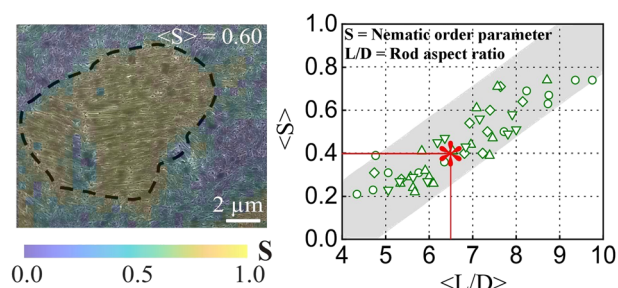 <S> = 0.60
2 µm
S
0.0 0.5 1.0
S = Nematic order parameter
L/D = Rod aspect ratio
<S>
1.0
0.8
0.6
0.4
0.2
0.0
4 5 6 7 8 9 10
<L/D>